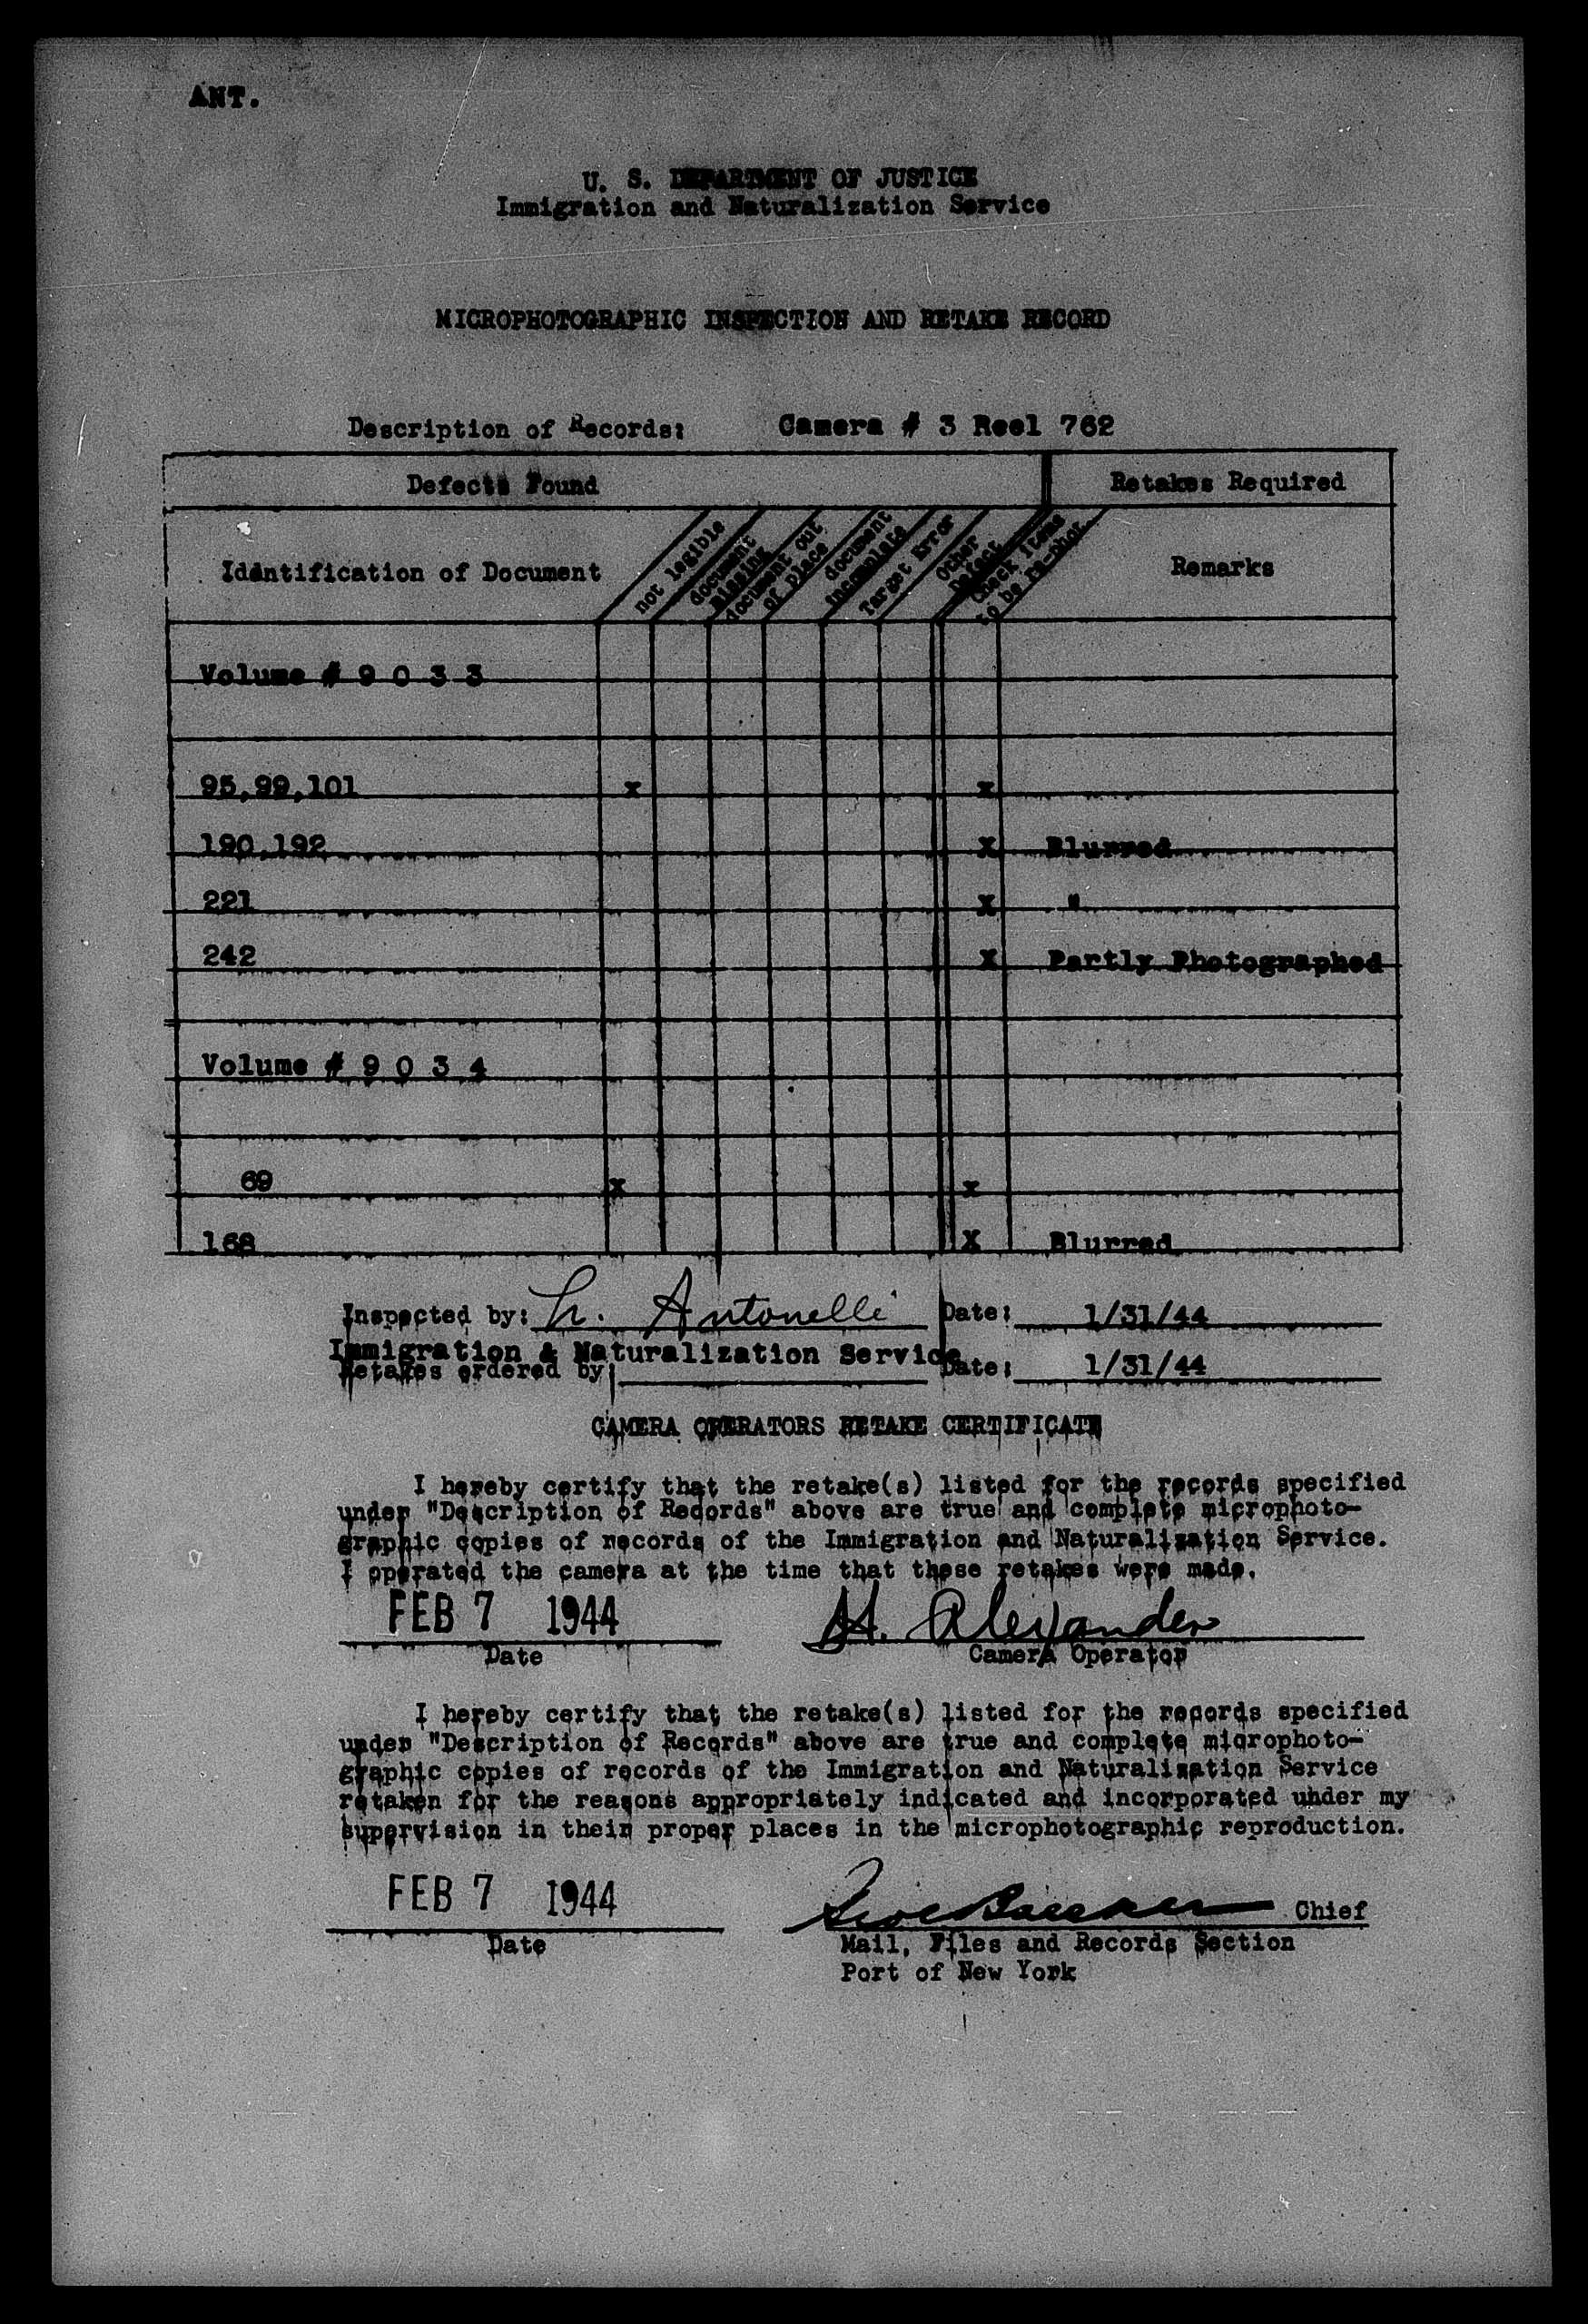 ANT.
U. S. DEPARTMENT OF JUSTICE
Immigration and Naturalization Service
MICROPHOTOGRAPHIC INSPECTION AND RETAKE RECORD
Description of Records: Camera # 3 Reel 762
Defects Found Retakes Required
Identification of Document not legible document missing document out of place document incomplete Target Error Other Defect Check items to be re-phot. Remarks
Volume # 9 0 3 3
95,99,101 x x
190,192 X Blurred
221 X "
242 X Partly Photographed
Volume # 9 0 3 4
69 x x
168 X Blurred
Inspected by: L. Antonelli Date: 1/31/44
Immigration & Naturalization Service
Retakes ordered by: Date: 1/31/44
CAMERA OPERATORS RETAKE CERTIFICATE
I hereby certify that the retake(s) listed for the records specified
under "Description of Records" above are true and complete microphoto-
graphic copies of records of the Immigration and Naturalization Service.
I operated the camera at the time that these retakes were made.
FEB 7 1944 H. Alexander
Date Camera Operator
I hereby certify that the retake(s) listed for the records specified
under "Description of Records" above are true and complete microphoto-
graphic copies of records of the Immigration and Naturalization Service
retaken for the reasons appropriately indicated and incorporated under my
supervision in their proper places in the microphotographic reproduction.
FEB 7 1944 Chief
Date Mail, Files and Records Section
Port of New York